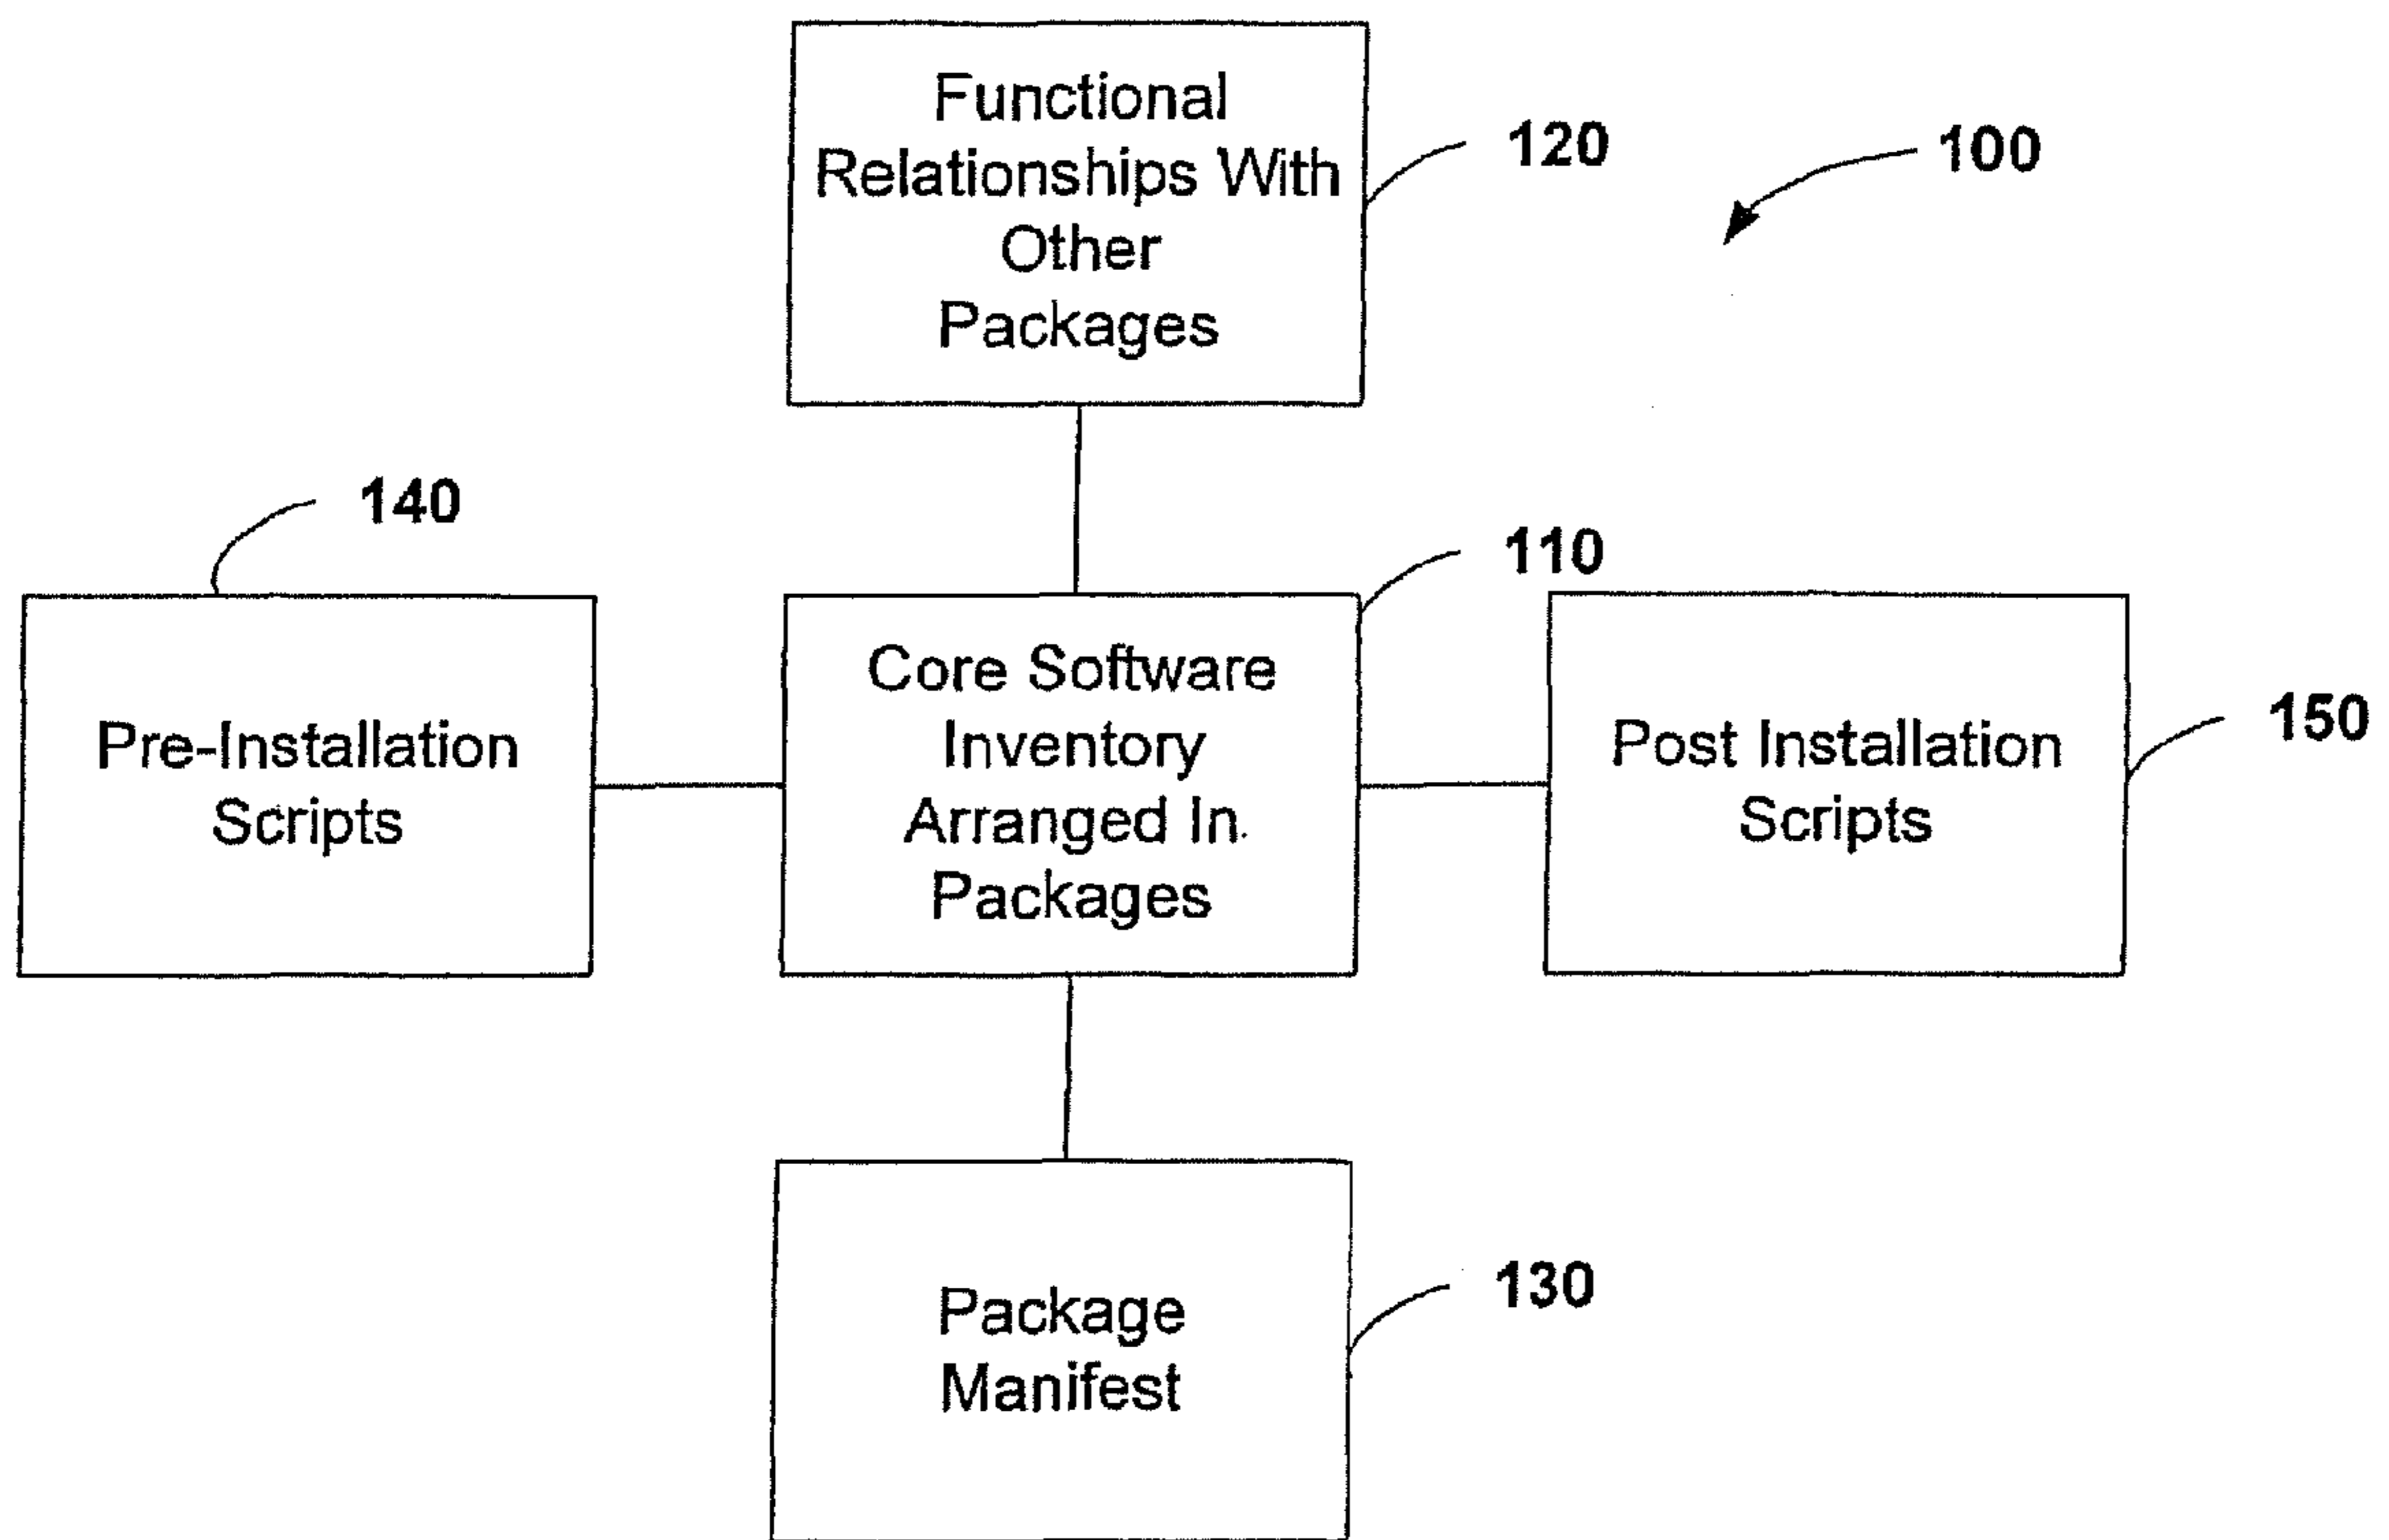 Functional
Relationships With
Other
Packages
120
100
140
110
Pre-Installation
Scripts
Core Software
Inventory
Arranged In
Packages
Post Installation
Scripts
150
Package
Manifest
130